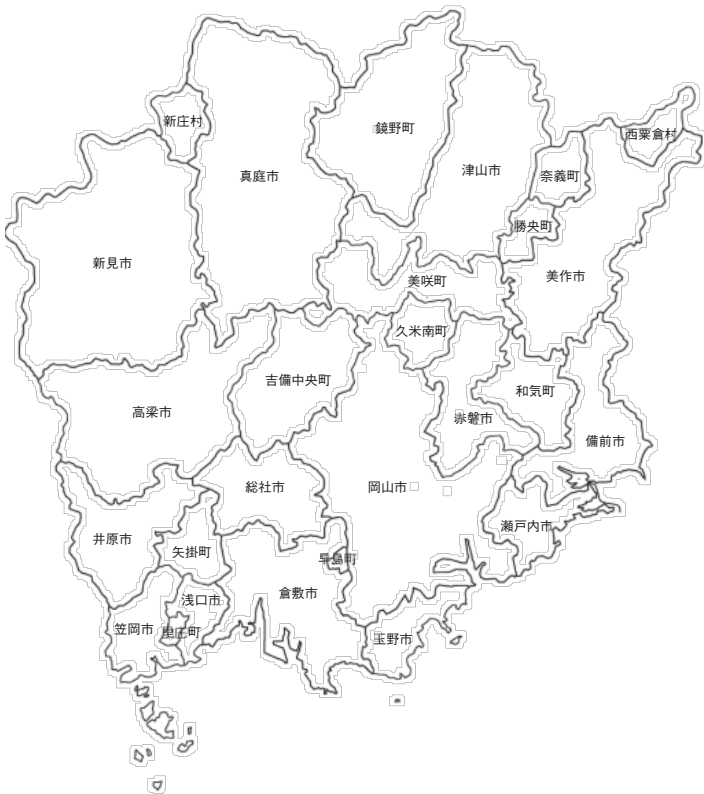 新庄村
鏡野町
西粟倉村
真庭市
津山市
奈義町
勝央町
新見市
美作市
美咲町
久米南町
吉備中央町
和気町
高梁市
赤磐市
備前市
総社市
岡山市
瀬戸内市
井原市
矢掛町
早島町
倉敷市
浅口市
笠岡市
里庄町
玉野市